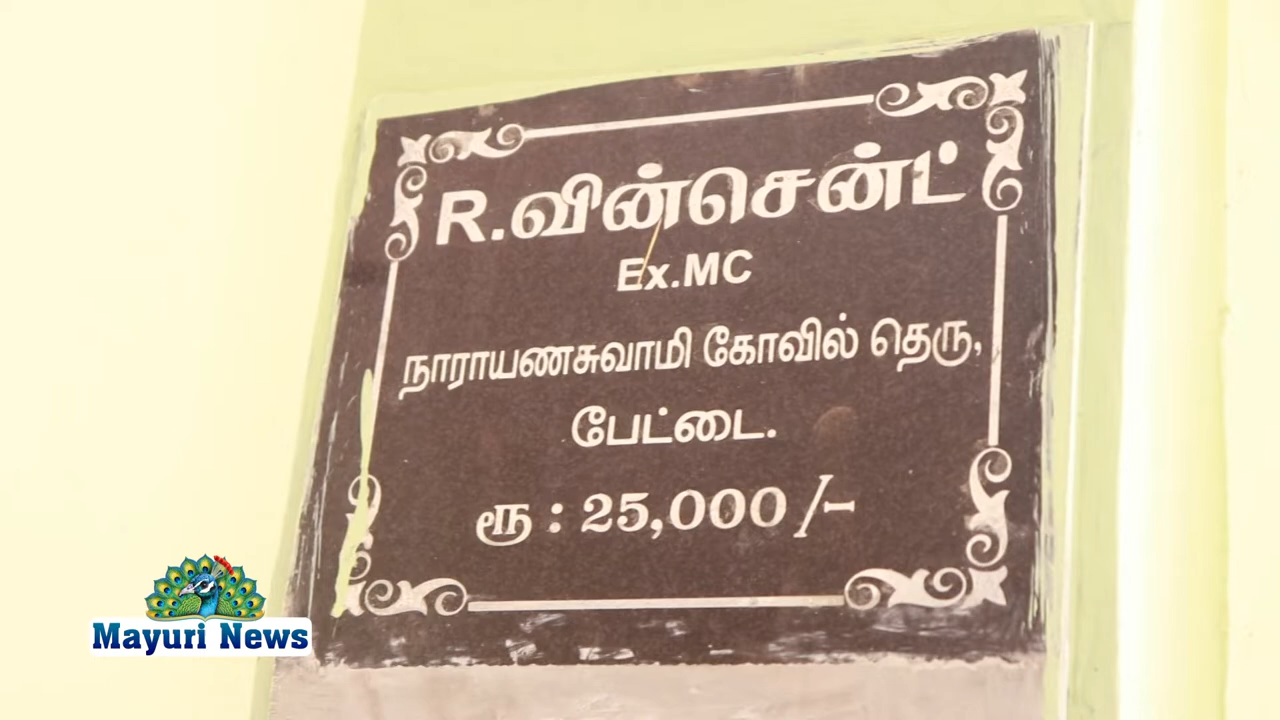 R.வின்சென்ட்
Ex.MC
நாராயணசுவாமி கோவில் தெரு,
பேட்டை.
ரூ : 25,000/-
Mayuri News